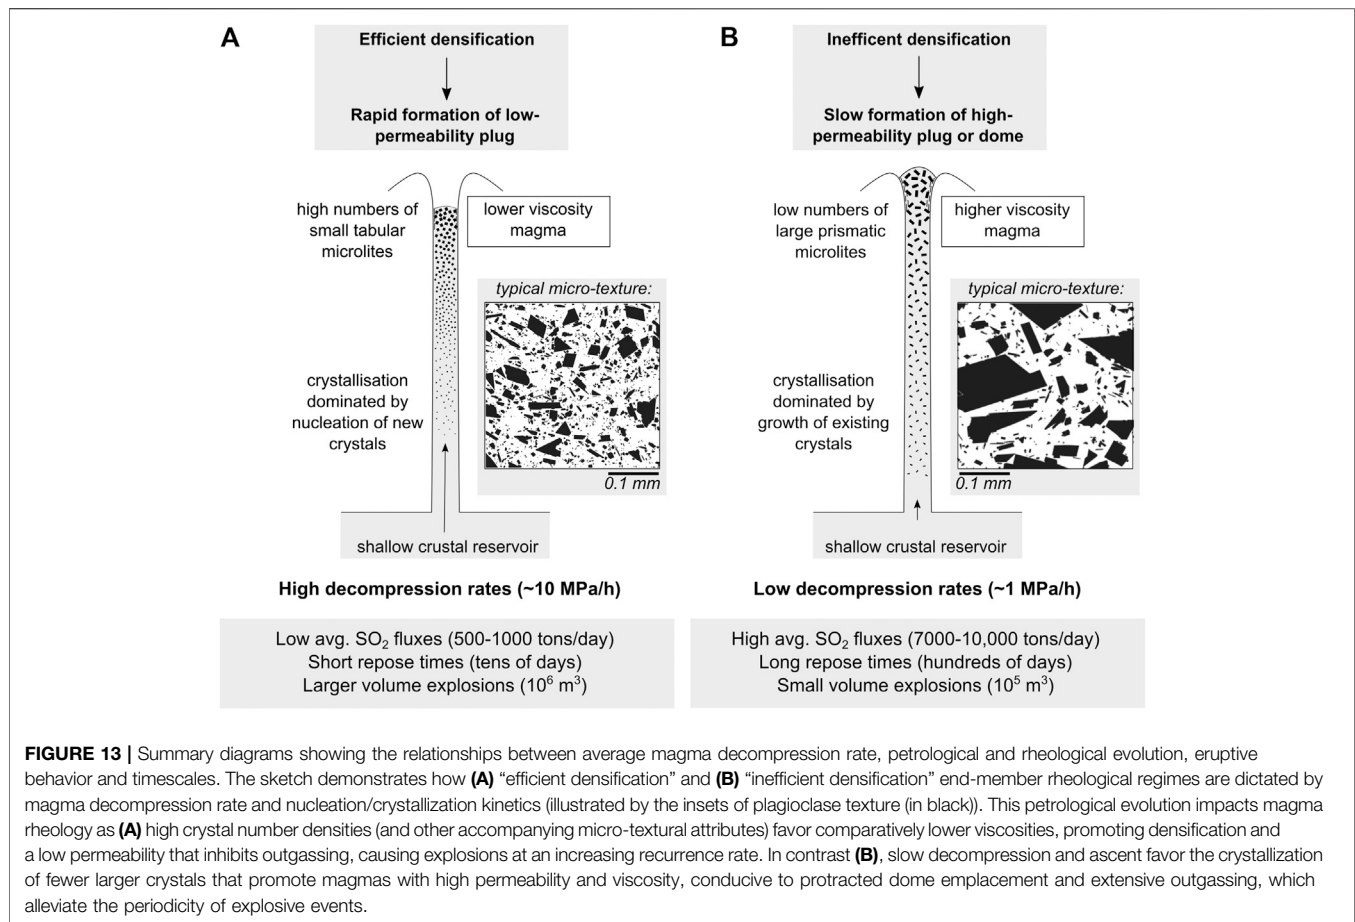 A
Efficient densification
Rapid formation of low-
permeability plug
high numbers of
small tabular
microlites
lower viscosity
magma
typical micro-texture:
0.1 mm
crystallisation
dominated by
nucleation of new
crystals
shallow crustal reservoir
High decompression rates (~10 MPa/h)
Low avg. SO₂ fluxes (500-1000 tons/day)
Short repose times (tens of days)
Larger volume explosions (10⁶ m³)
B
Inefficent densification
Slow formation of high-
permeability plug or dome
low numbers of
large prismatic
microlites
higher viscosity
magma
typical micro-texture:
0.1 mm
crystallisation
dominated by
growth of existing
crystals
shallow crustal reservoir
Low decompression rates (~1 MPa/h)
High avg. SO₂ fluxes (7000-10,000 tons/day)
Long repose times (hundreds of days)
Small volume explosions (10⁵ m³)
FIGURE 13 | Summary diagrams showing the relationships between average magma decompression rate, petrological and rheological evolution, eruptive
behavior and timescales. The sketch demonstrates how (A) “efficient densification” and (B) “inefficient densification” end-member rheological regimes are dictated by
magma decompression rate and nucleation/crystallization kinetics (illustrated by the insets of plagioclase texture (in black)). This petrological evolution impacts magma
rheology as (A) high crystal number densities (and other accompanying micro-textural attributes) favor comparatively lower viscosities, promoting densification and
a low permeability that inhibits outgassing, causing explosions at an increasing recurrence rate. In contrast (B), slow decompression and ascent favor the crystallization
of fewer larger crystals that promote magmas with high permeability and viscosity, conducive to protracted dome emplacement and extensive outgassing, which
alleviate the periodicity of explosive events.